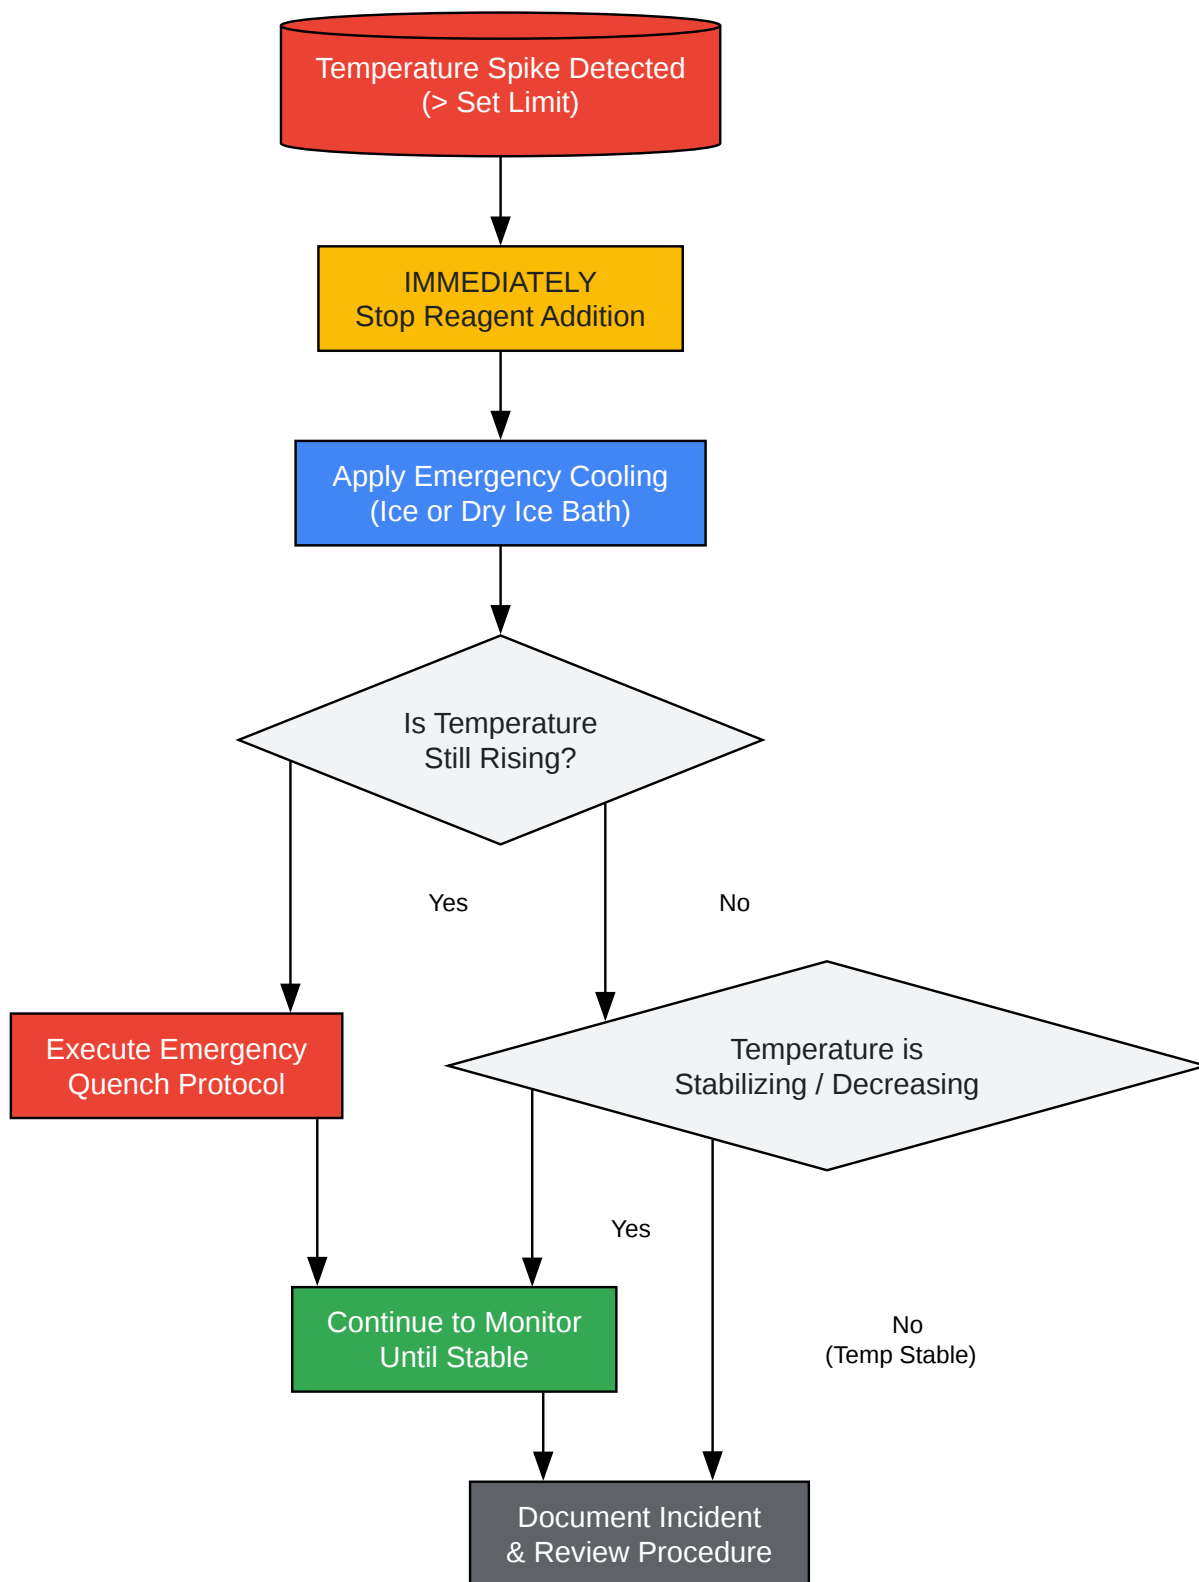 Temperature Spike Detected
(> Set Limit)
IMMEDIATELY
Stop Reagent Addition
Apply Emergency Cooling
(Ice or Dry Ice Bath)
Is Temperature
Still Rising?
Yes
No
Execute Emergency
Quench Protocol
Temperature is
Stabilizing / Decreasing
Yes
No
(Temp Stable)
Continue to Monitor
Until Stable
Document Incident
& Review Procedure